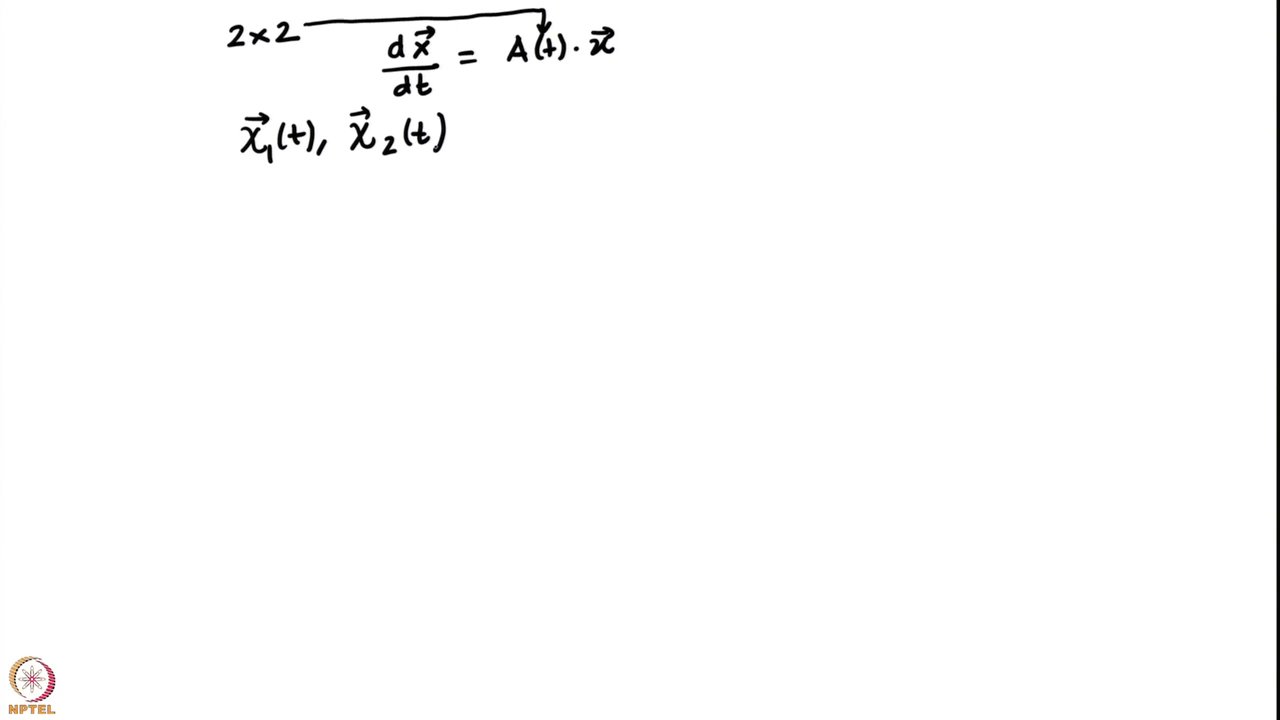 2×2 d𝑥⃗/dt = A(t)·𝑥⃗
𝑥⃗₁(t), 𝑥⃗₂(t)
NPTEL